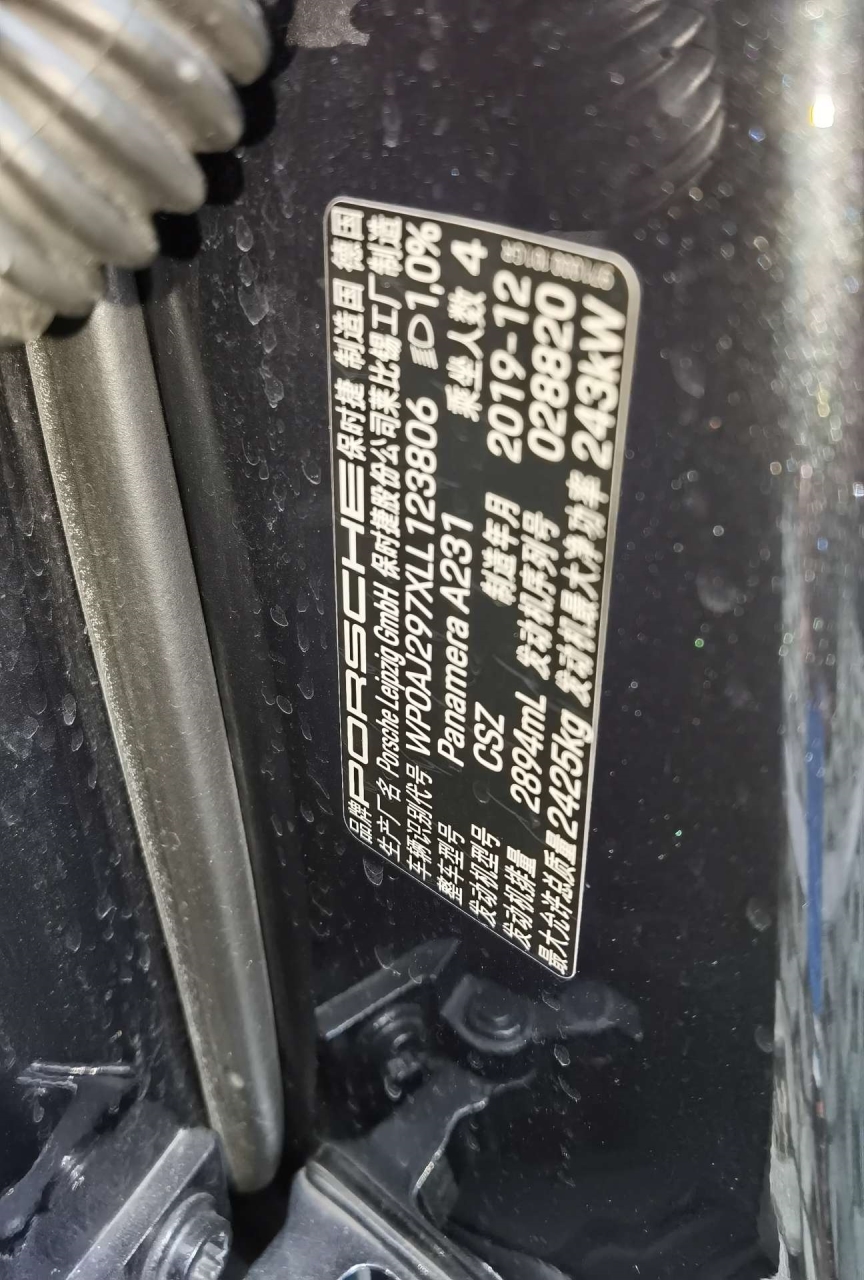 品牌 PORSCHE 保时捷 制造国 德国
生产厂名 Porsche Leipzig GmbH 保时捷股份公司莱比锡工厂制造
车辆识别代号 WP0AJ297XLL123806 1,0%
整车型号 Panamera A231 乘坐人数 4
发动机型号 CSZ 制造年月 2019-12
发动机排量 2894mL 发动机序列号 028820
最大允许总质量 2425kg 发动机最大净功率 243kW